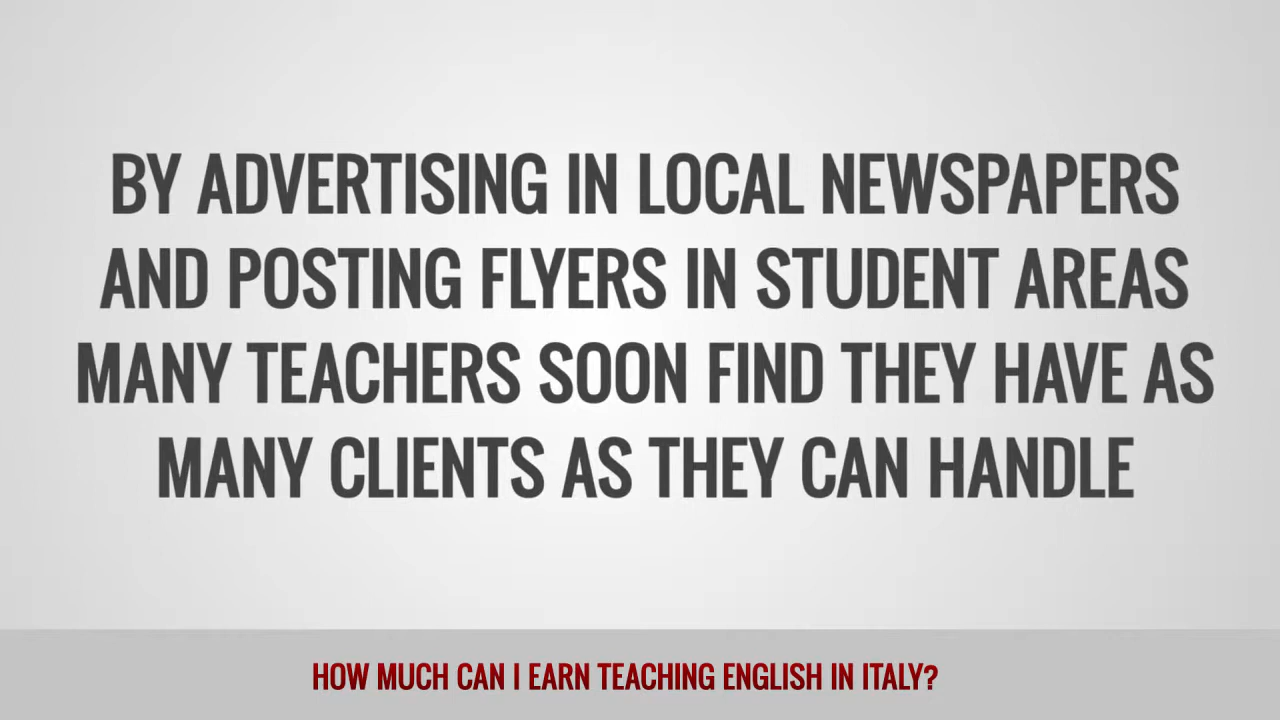 BY ADVERTISING IN LOCAL NEWSPAPERS
AND POSTING FLYERS IN STUDENT AREAS
MANY TEACHERS SOON FIND THEY HAVE AS
MANY CLIENTS AS THEY CAN HANDLE
HOW MUCH CAN I EARN TEACHING ENGLISH IN ITALY?